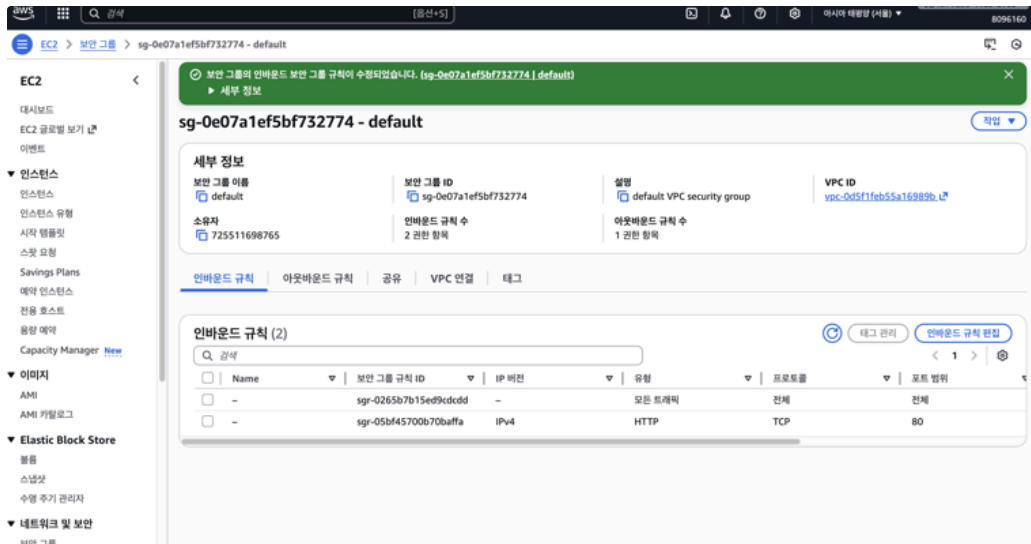 aws
검색
[옵션+S]
아시아 태평양 (서울) ▼
8096160
EC2 > 보안 그룹 > sg-0e07a1ef5bf732774 - default
EC2
대시보드
EC2 글로벌 보기
이벤트
▼ 인스턴스
인스턴스
인스턴스 유형
시작 템플릿
스팟 요청
Savings Plans
예약 인스턴스
전용 호스트
용량 예약
Capacity Manager New
▼ 이미지
AMI
AMI 카탈로그
▼ Elastic Block Store
볼륨
스냅샷
수명 주기 관리자
▼ 네트워크 및 보안
보안 그룹
보안 그룹의 인바운드 보안 그룹 규칙이 수정되었습니다. (sg-0e07a1ef5bf732774 | default)
▶ 세부 정보
sg-0e07a1ef5bf732774 - default
작업 ▼
세부 정보
보안 그룹 이름
default
보안 그룹 ID
sg-0e07a1ef5bf732774
설명
default VPC security group
VPC ID
vpc-0d5f1feb55a16989b
소유자
725511698765
인바운드 규칙 수
2 권한 항목
아웃바운드 규칙 수
1 권한 항목
인바운드 규칙 | 아웃바운드 규칙 | 공유 | VPC 연결 | 태그
인바운드 규칙 (2)
태그 관리
인바운드 규칙 편집
검색
< 1 >
Name 보안 그룹 규칙 ID IP 버전 유형 프로토콜 포트 범위
– sgr-0265b7b15ed9cdcdd – 모든 트래픽 전체 전체
– sgr-05bf45700b70baffa IPv4 HTTP TCP 80